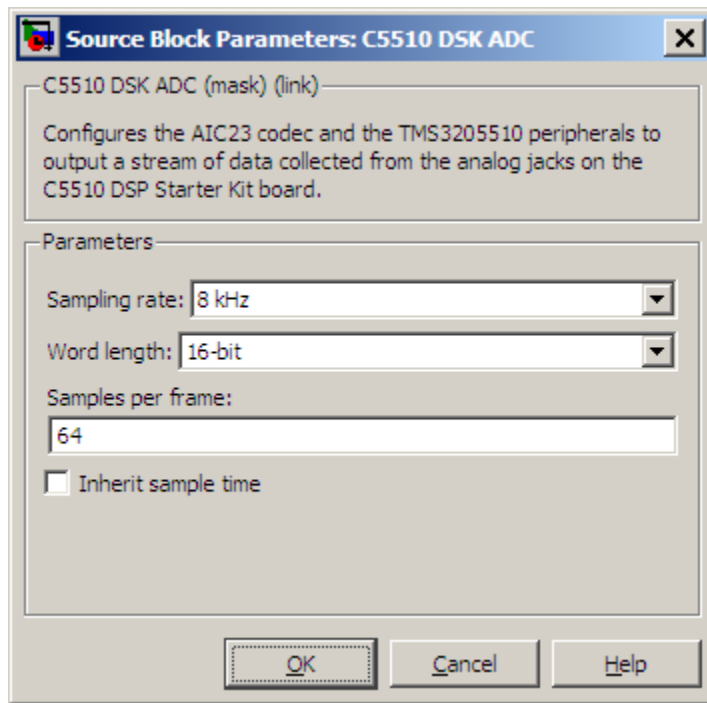 Source Block Parameters: C5510 DSK ADC
C5510 DSK ADC (mask) (link)
Configures the AIC23 codec and the TMS3205510 peripherals to
output a stream of data collected from the analog jacks on the
C5510 DSP Starter Kit board.
Parameters
Sampling rate: 8 kHz
Word length: 16-bit
Samples per frame:
64
Inherit sample time
OK Cancel Help